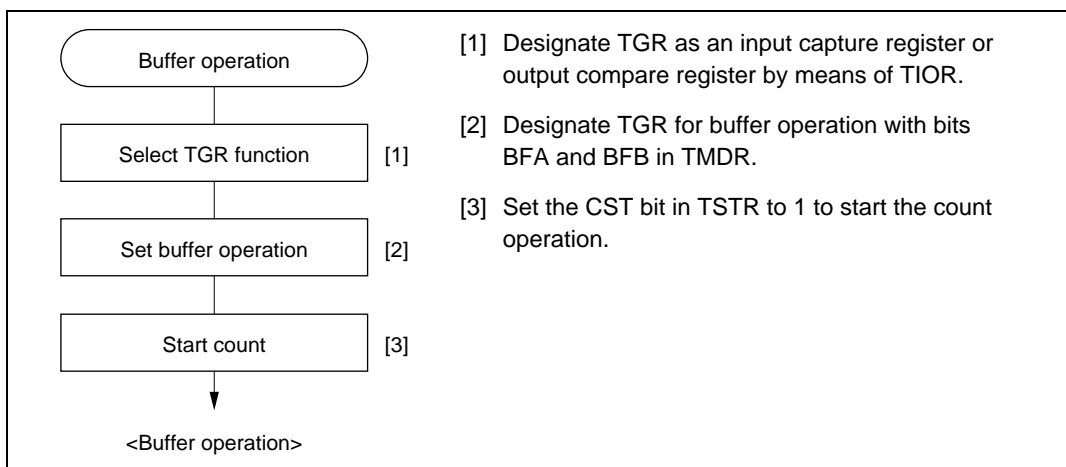 Buffer operation
Select TGR function
[1]
Set buffer operation
[2]
Start count
[3]
<Buffer operation>
[1] Designate TGR as an input capture register or
output compare register by means of TIOR.
[2] Designate TGR for buffer operation with bits
BFA and BFB in TMDR.
[3] Set the CST bit in TSTR to 1 to start the count
operation.